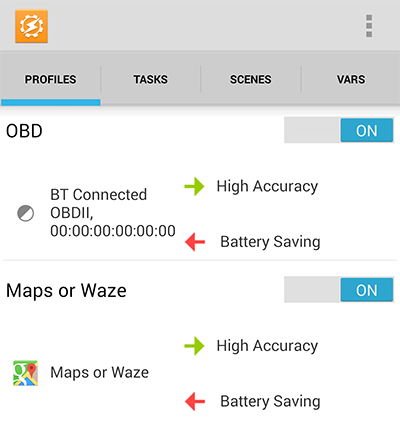 PROFILES TASKS SCENES VARS
OBD ON
High Accuracy
BT Connected
OBDII,
00:00:00:00:00:00
Battery Saving
Maps or Waze ON
High Accuracy
Maps or Waze
Battery Saving